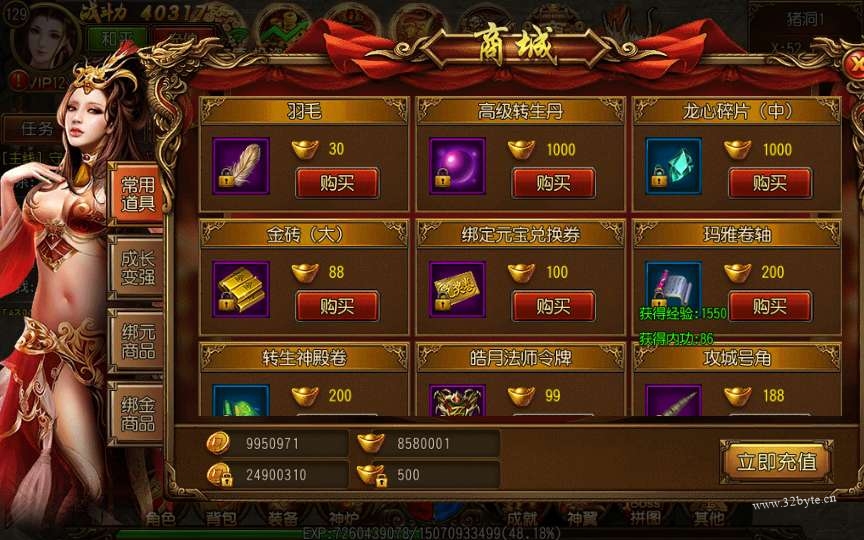 129
战斗力 40317
猪洞1
和平
商城
VIP12
任务
羽毛
高级转生丹
龙心碎片（中）
30
1000
1000
购买
购买
购买
常用
道具
金砖（大）
绑定元宝兑换券
玛雅卷轴
成长
变强
88
100
200
购买
购买
购买
获得经验:1550
获得内功:86
绑元
商品
转生神殿卷
皓月法师令牌
攻城号角
200
99
188
绑金
商品
9950971
8580001
24900310
500
立即充值
www.32byte.cn
角色
背包
装备
神炉
成就
神翼
拼图
其他
EXP:7260439078/15070933499(48.18%)